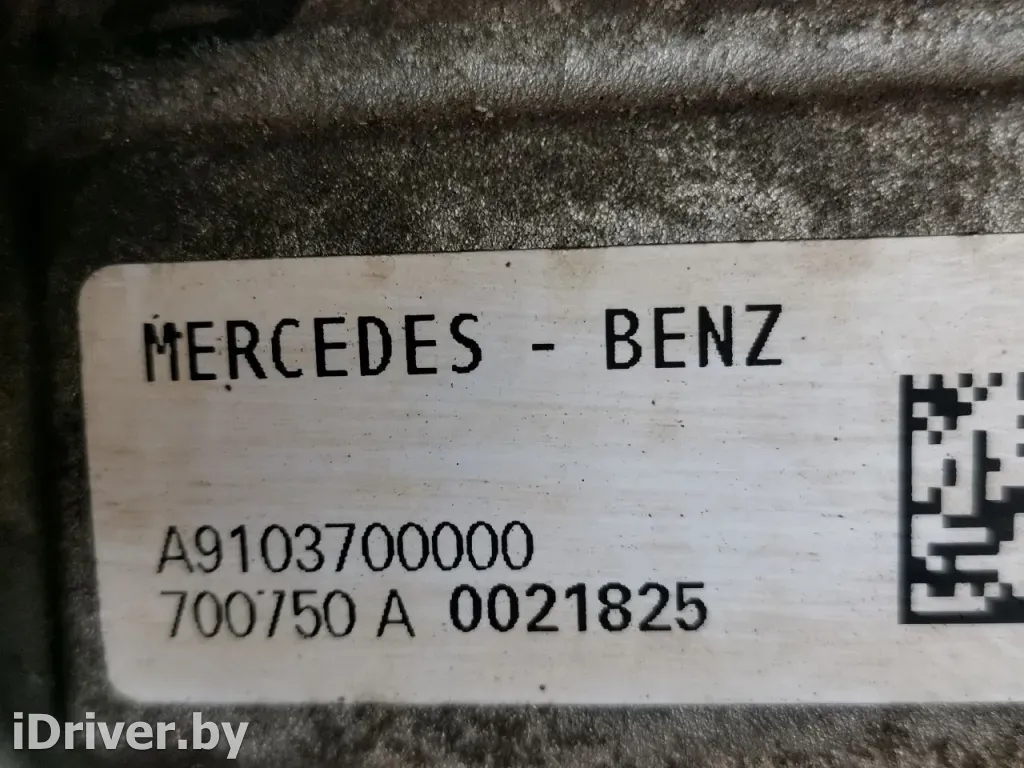 MERCEDES - BENZ
A9103700000
700750 A 0021825
iDriver.by